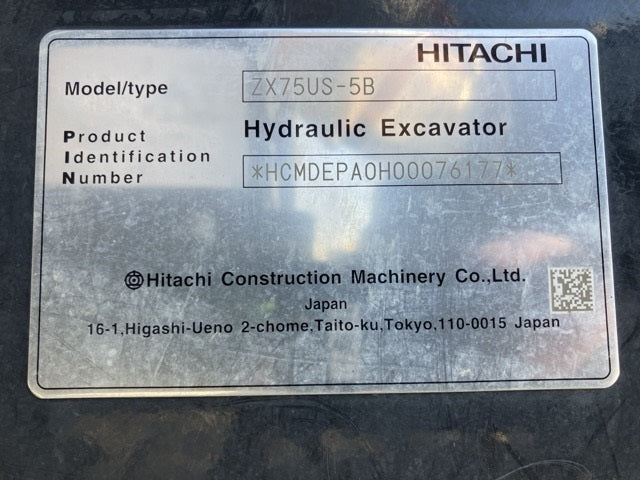 HITACHI
Model/type ZX75US-5B
Hydraulic Excavator
Product
Identification
Number *HCMDEPA0H00076177*
Hitachi Construction Machinery Co.,Ltd.
Japan
16-1,Higashi-Ueno 2-chome,Taito-ku,Tokyo,110-0015 Japan